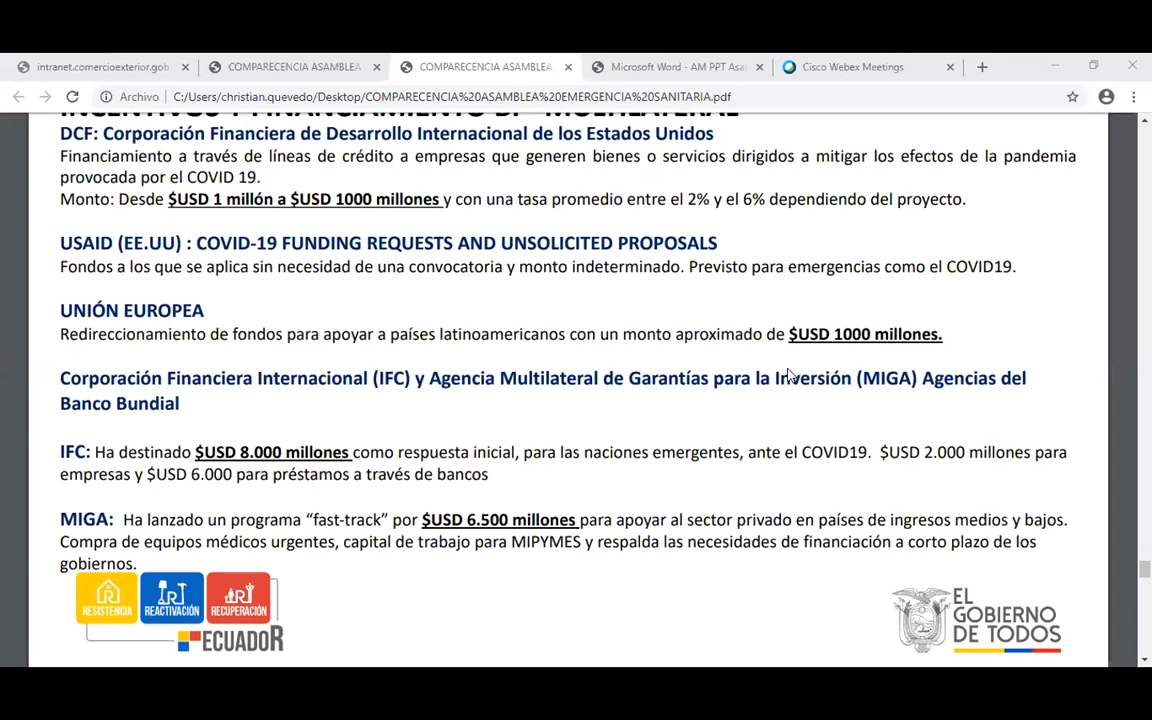 intranet.comercioexterior.gob
COMPARECENCIA ASAMBLEA
COMPARECENCIA ASAMBLEA
Microsoft Word - AM PPT Asa
Cisco Webex Meetings
Archivo C:/Users/christian.quevedo/Desktop/COMPARECENCIA%20ASAMBLEA%20EMERGENCIA%20SANITARIA.pdf
INCENTIVOS Y FINANCIAMIENTO DI MULTILATERAL
DCF: Corporación Financiera de Desarrollo Internacional de los Estados Unidos
Financiamiento a través de líneas de crédito a empresas que generen bienes o servicios dirigidos a mitigar los efectos de la pandemia
provocada por el COVID 19.
Monto: Desde $USD 1 millón a $USD 1000 millones y con una tasa promedio entre el 2% y el 6% dependiendo del proyecto.
USAID (EE.UU) : COVID-19 FUNDING REQUESTS AND UNSOLICITED PROPOSALS
Fondos a los que se aplica sin necesidad de una convocatoria y monto indeterminado. Previsto para emergencias como el COVID19.
UNIÓN EUROPEA
Redireccionamiento de fondos para apoyar a países latinoamericanos con un monto aproximado de $USD 1000 millones.
Corporación Financiera Internacional (IFC) y Agencia Multilateral de Garantías para la Inversión (MIGA) Agencias del
Banco Bundial
IFC: Ha destinado $USD 8.000 millones como respuesta inicial, para las naciones emergentes, ante el COVID19. $USD 2.000 millones para
empresas y $USD 6.000 para préstamos a través de bancos
MIGA: Ha lanzado un programa “fast-track” por $USD 6.500 millones para apoyar al sector privado en países de ingresos medios y bajos.
Compra de equipos médicos urgentes, capital de trabajo para MIPYMES y respalda las necesidades de financiación a corto plazo de los
gobiernos.
RESISTENCIA
REACTIVACIÓN
RECUPERACIÓN
ECUADOR
EL
GOBIERNO
DE TODOS